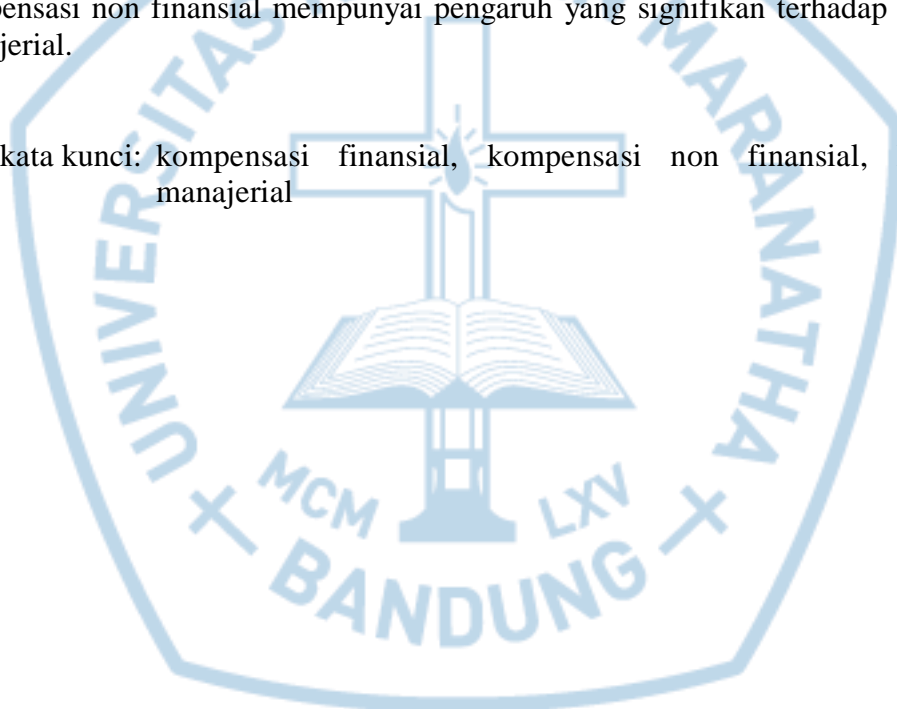 pensasi non finansial mempunyai pengaruh yang signifikan terhadap
jerial.
kata kunci: kompensasi finansial, kompensasi non finansial,
manajerial
UNIVERSITAS
MARANATHA
MCM LXV
BANDUNG